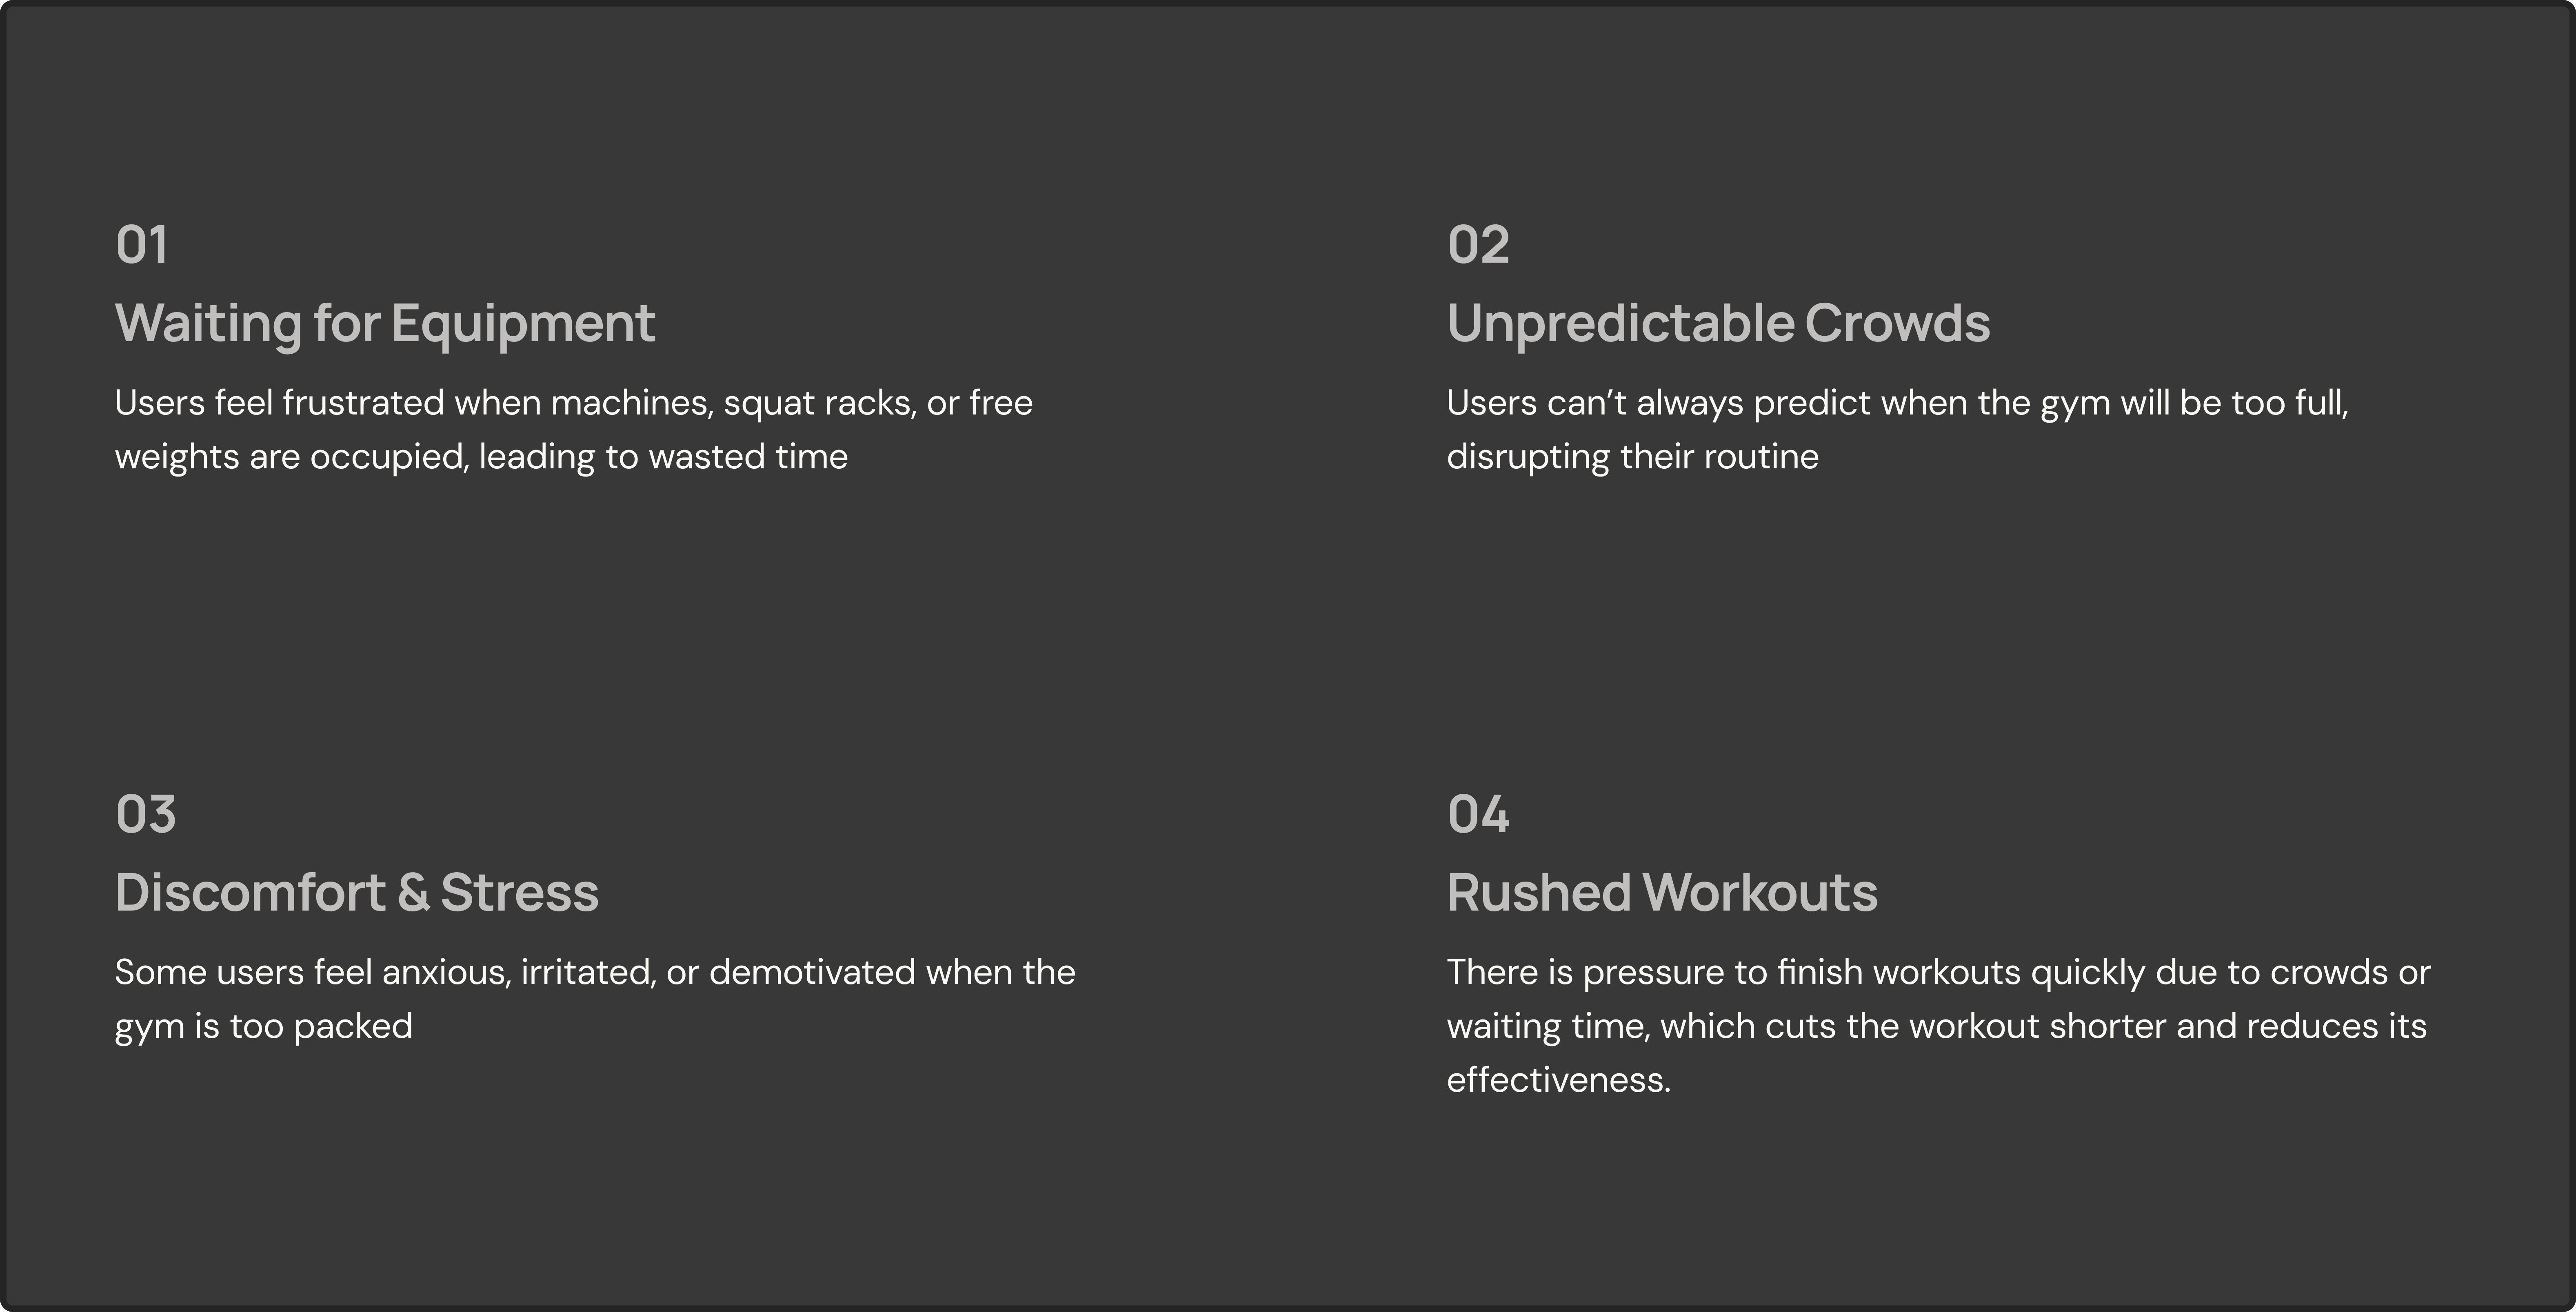 01
Waiting for Equipment
Users feel frustrated when machines, squat racks, or free
weights are occupied, leading to wasted time
02
Unpredictable Crowds
Users can’t always predict when the gym will be too full,
disrupting their routine
03
Discomfort & Stress
Some users feel anxious, irritated, or demotivated when the
gym is too packed
04
Rushed Workouts
There is pressure to finish workouts quickly due to crowds or
waiting time, which cuts the workout shorter and reduces its
effectiveness.